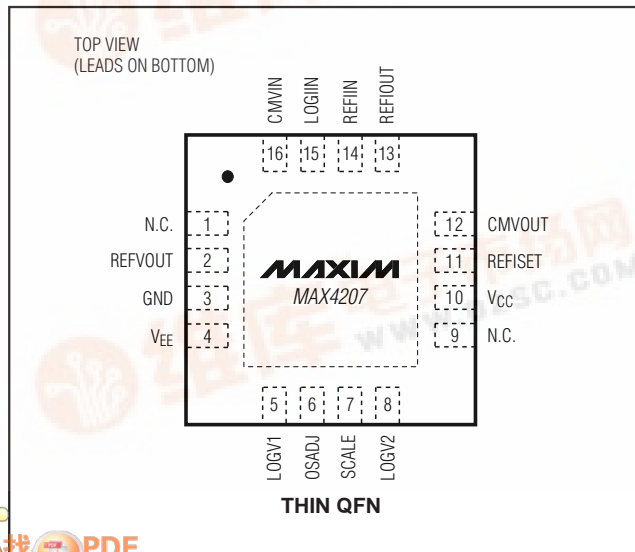 TOP VIEW
(LEADS ON BOTTOM)
CMVIN
LOGIIN
REFIIN
REFIOUT
16 15 14 13
N.C. 1
REFVOUT 2
GND 3
VEE 4
12 CMVOUT
11 REFISET
10 VCC
9 N.C.
MAXIM
MAX4207
5 6 7 8
LOGV1
OSADJ
SCALE
LOGV2
THIN QFN
找 PDF